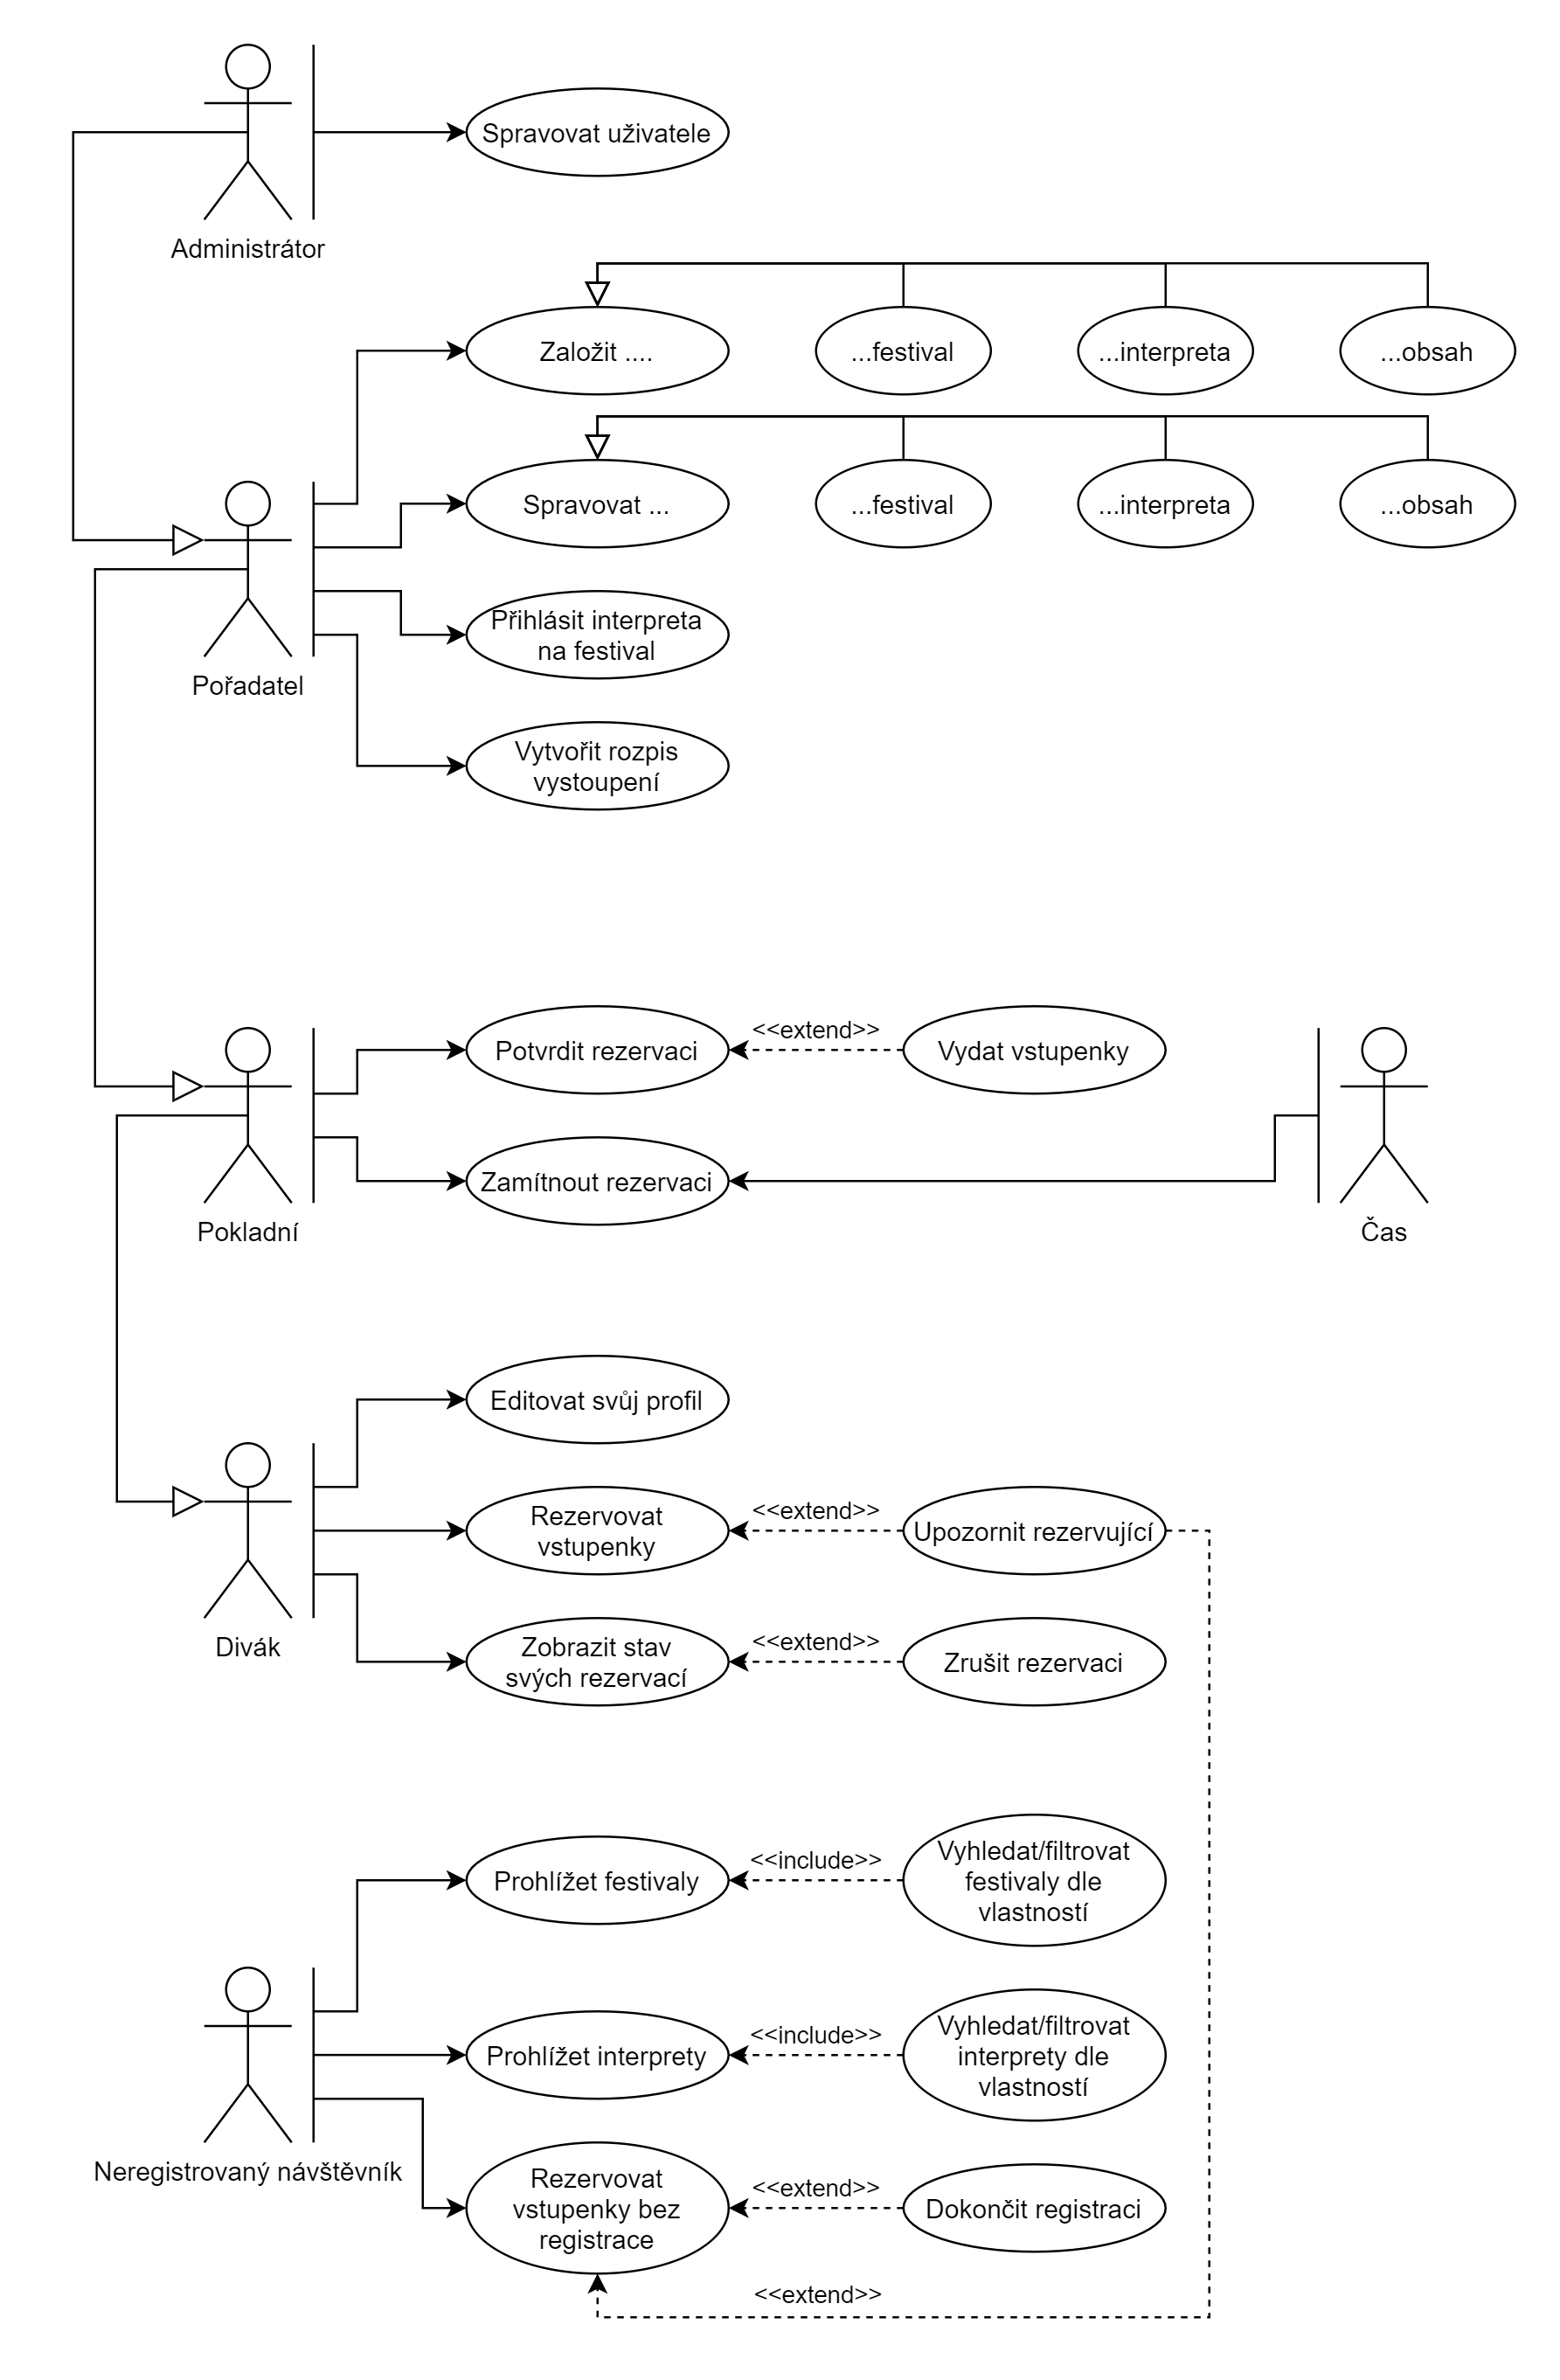 Spravovat uživatele
Administrátor
Založit ....
...festival
...interpreta
...obsah
Spravovat ...
...festival
...interpreta
...obsah
Přihlásit interpreta
na festival
Pořadatel
Vytvořit rozpis
vystoupení
Potvrdit rezervaci
<<extend>>
Vydat vstupenky
Zamítnout rezervaci
Pokladní
Čas
Editovat svůj profil
Rezervovat
vstupenky
<<extend>>
Upozornit rezervující
Divák
Zobrazit stav
svých rezervací
<<extend>>
Zrušit rezervaci
Prohlížet festivaly
<<include>>
Vyhledat/filtrovat
festivaly dle
vlastností
Prohlížet interprety
<<include>>
Vyhledat/filtrovat
interprety dle
vlastností
Neregistrovaný návštěvník
Rezervovat
vstupenky bez
registrace
<<extend>>
Dokončit registraci
<<extend>>